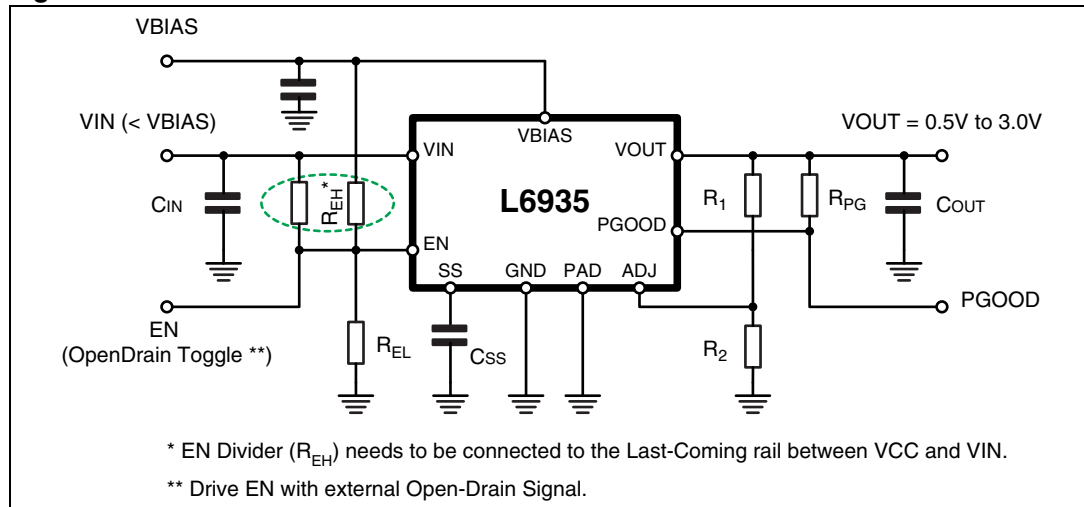 VBIAS
VIN (< VBIAS)
VOUT = 0.5V to 3.0V
VBIAS
VIN
VOUT
CIN
REH*
L6935
R1
RPG
COUT
PGOOD
EN
SS
GND
PAD
ADJ
EN
(OpenDrain Toggle **)
REL
CSS
R2
PGOOD
* EN Divider (REH) needs to be connected to the Last-Coming rail between VCC and VIN.
** Drive EN with external Open-Drain Signal.